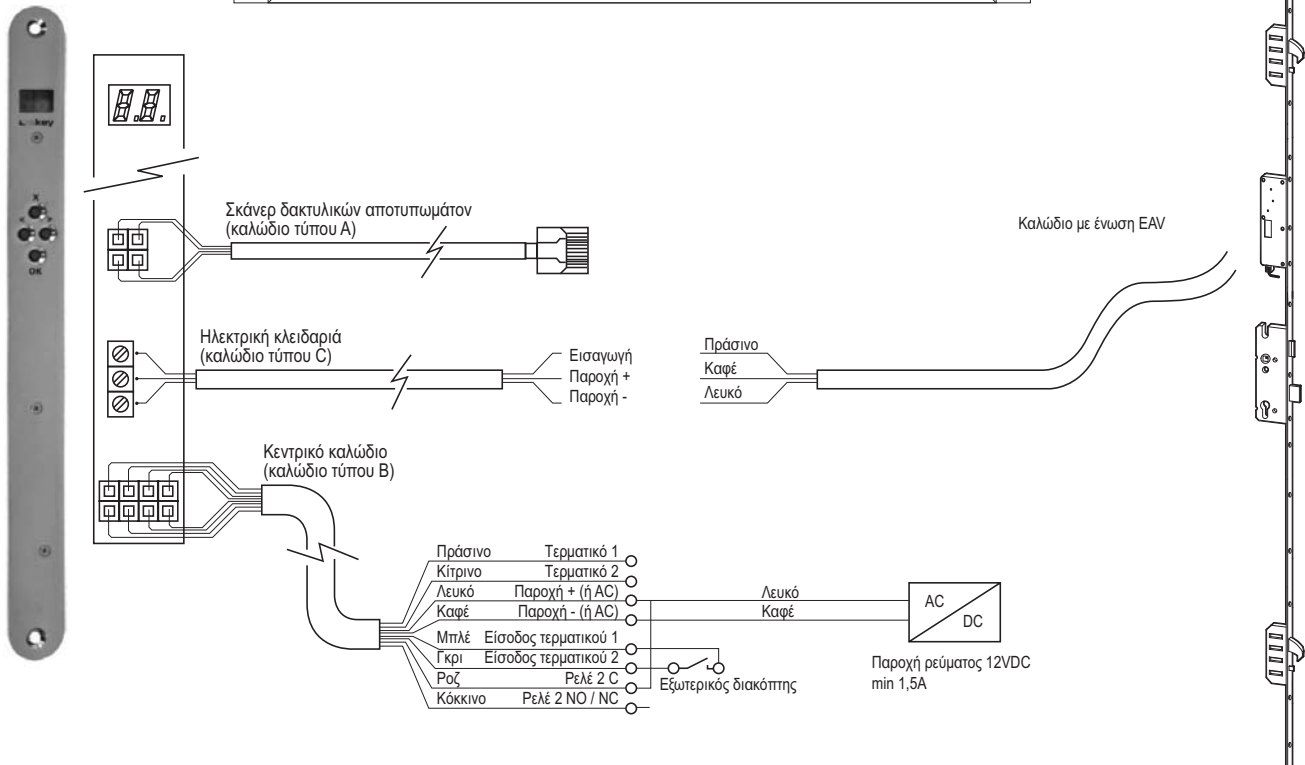 8.8.
X
< >
OK
Σκάνερ δακτυλικών αποτυπωμάτον
(καλώδιο τύπου A)
Καλώδιο με ένωση EAV
Ηλεκτρική κλειδαριά
(καλώδιο τύπου C)
Εισαγωγή
Παροχή +
Παροχή -
Πράσινο
Καφέ
Λευκό
Κεντρικό καλώδιο
(καλώδιο τύπου B)
Πράσινο Τερματικό 1
Κίτρινο Τερματικό 2
Λευκό Παροχή + (ή AC)
Καφέ Παροχή - (ή AC)
Μπλέ Είσοδος τερματικού 1
Γκρι Είσοδος τερματικού 2
Ροζ Ρελέ 2 C
Κόκκινο Ρελέ 2 NO / NC
Λευκό
Καφέ
Εξωτερικός διακόπτης
AC
DC
Παροχή ρεύματος 12VDC
min 1,5A